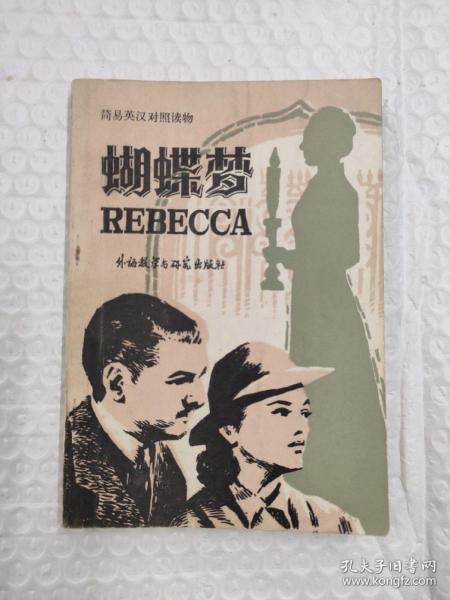 简易英汉对照读物
蝴蝶梦
REBECCA
外语教学与研究出版社
孔夫子旧书网
www.kongfz.com